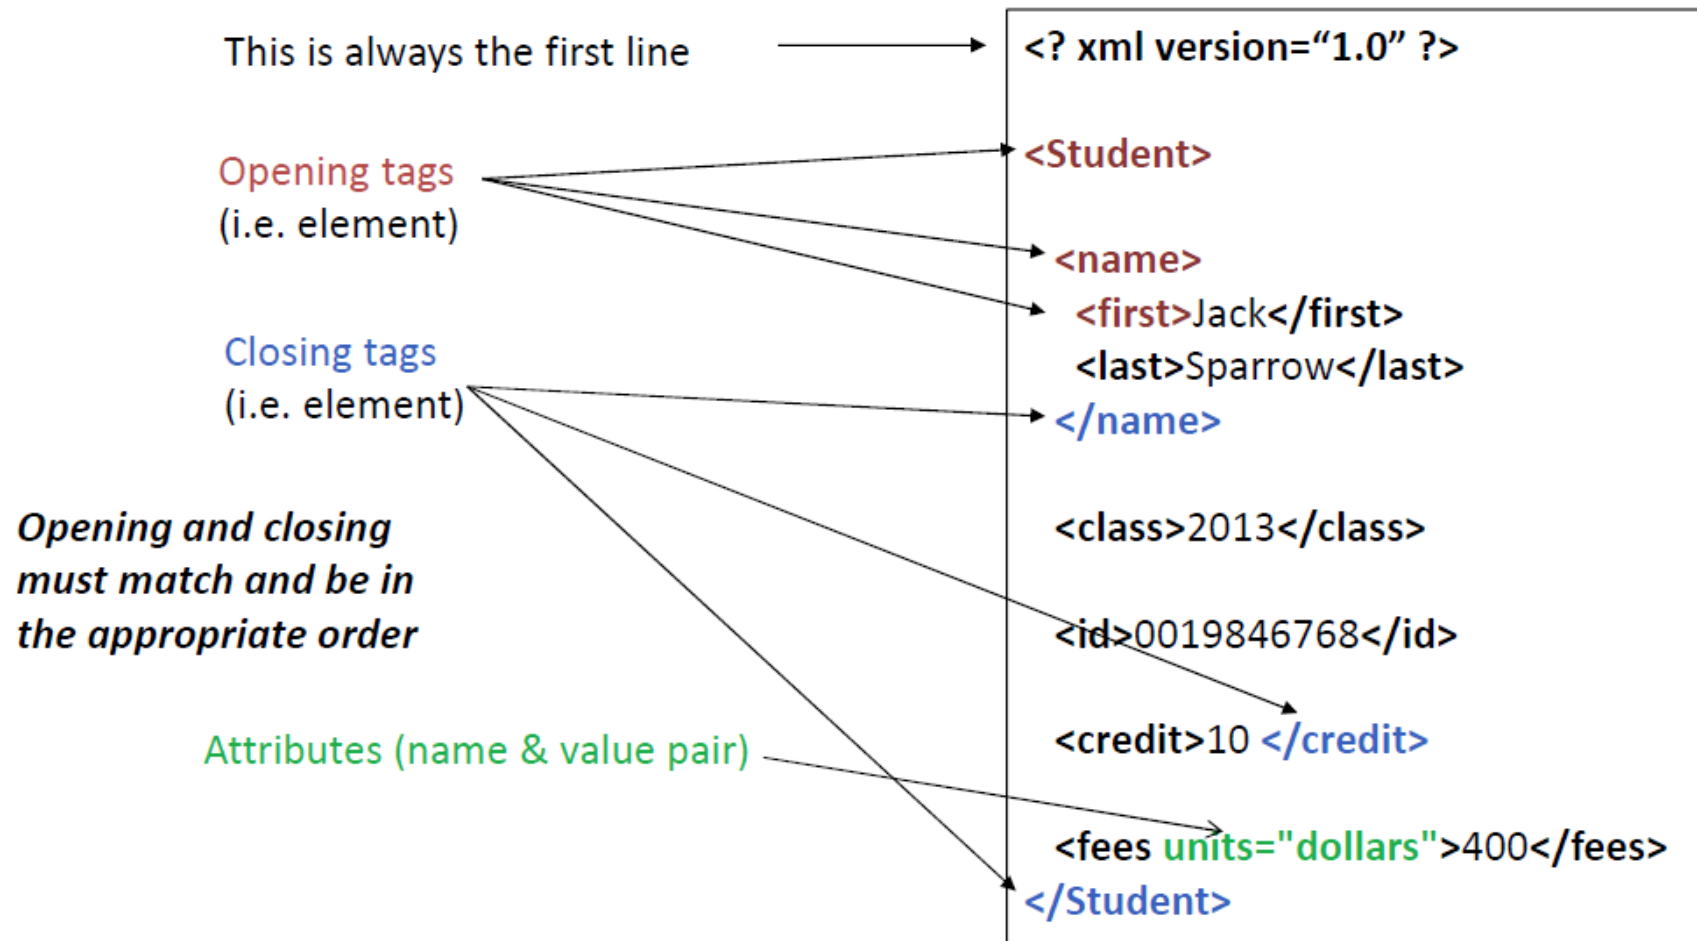 This is always the first line
<? xml version=“1.0” ?>
Opening tags
(i.e. element)
<Student>
<name>
<first>Jack</first>
<last>Sparrow</last>
</name>
Closing tags
(i.e. element)
Opening and closing
must match and be in
the appropriate order
<class>2013</class>
<id>0019846768</id>
<credit>10 </credit>
Attributes (name & value pair)
<fees units="dollars">400</fees>
</Student>